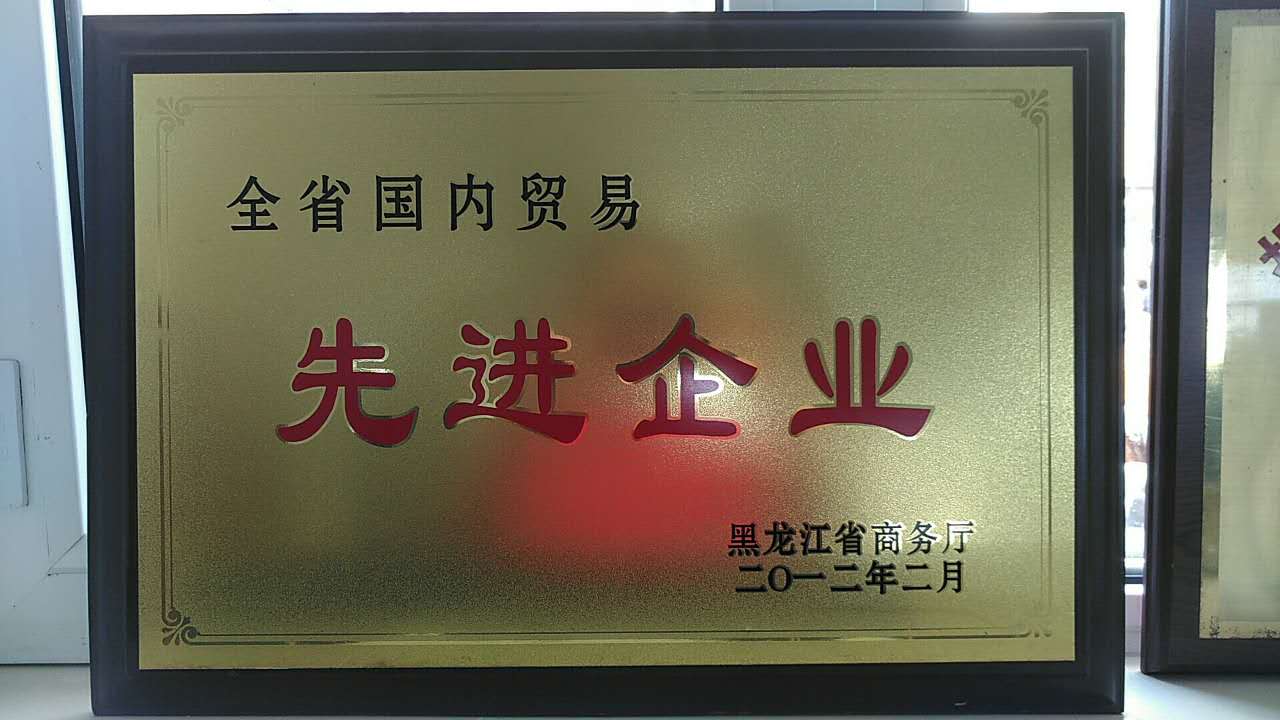 全省国内贸易
先进企业
黑龙江省商务厅
二〇一二年二月